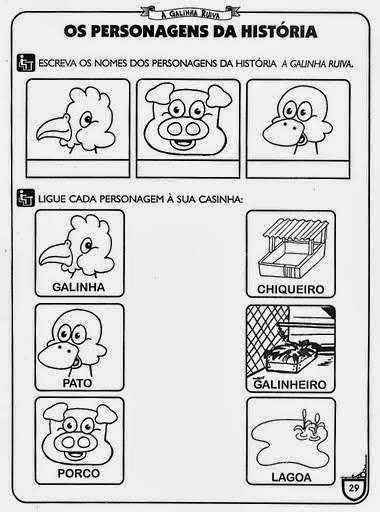 A GALINHA RUIVA
OS PERSONAGENS DA HISTÓRIA
ESCREVA OS NOMES DOS PERSONAGENS DA HISTÓRIA A GALINHA RUIVA.
LIGUE CADA PERSONAGEM À SUA CASINHA:
GALINHA
CHIQUEIRO
PATO
GALINHEIRO
PORCO
LAGOA
29